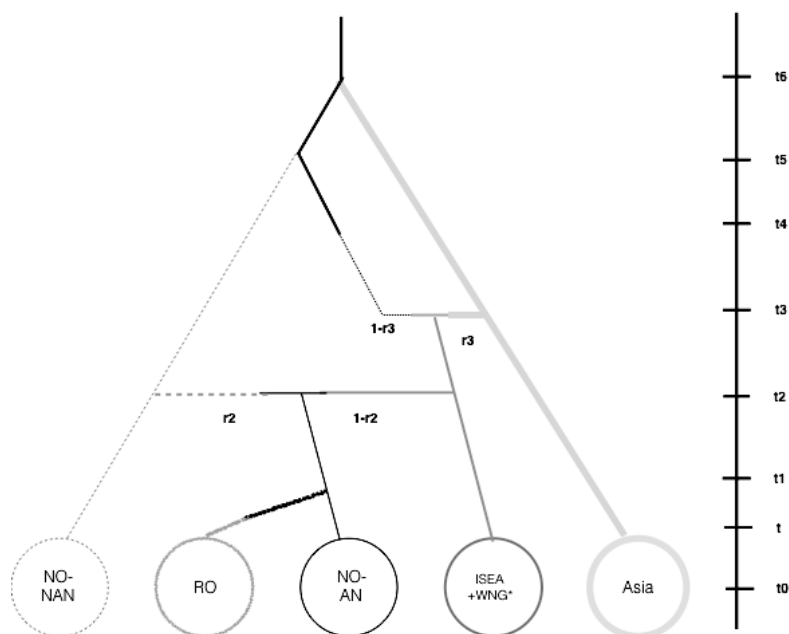 t6
t5
t4
t3
1-r3
r3
t2
r2
1-r2
t1
t
NO-
NAN
RO
NO-
AN
ISEA
+WNG*
Asia
t0